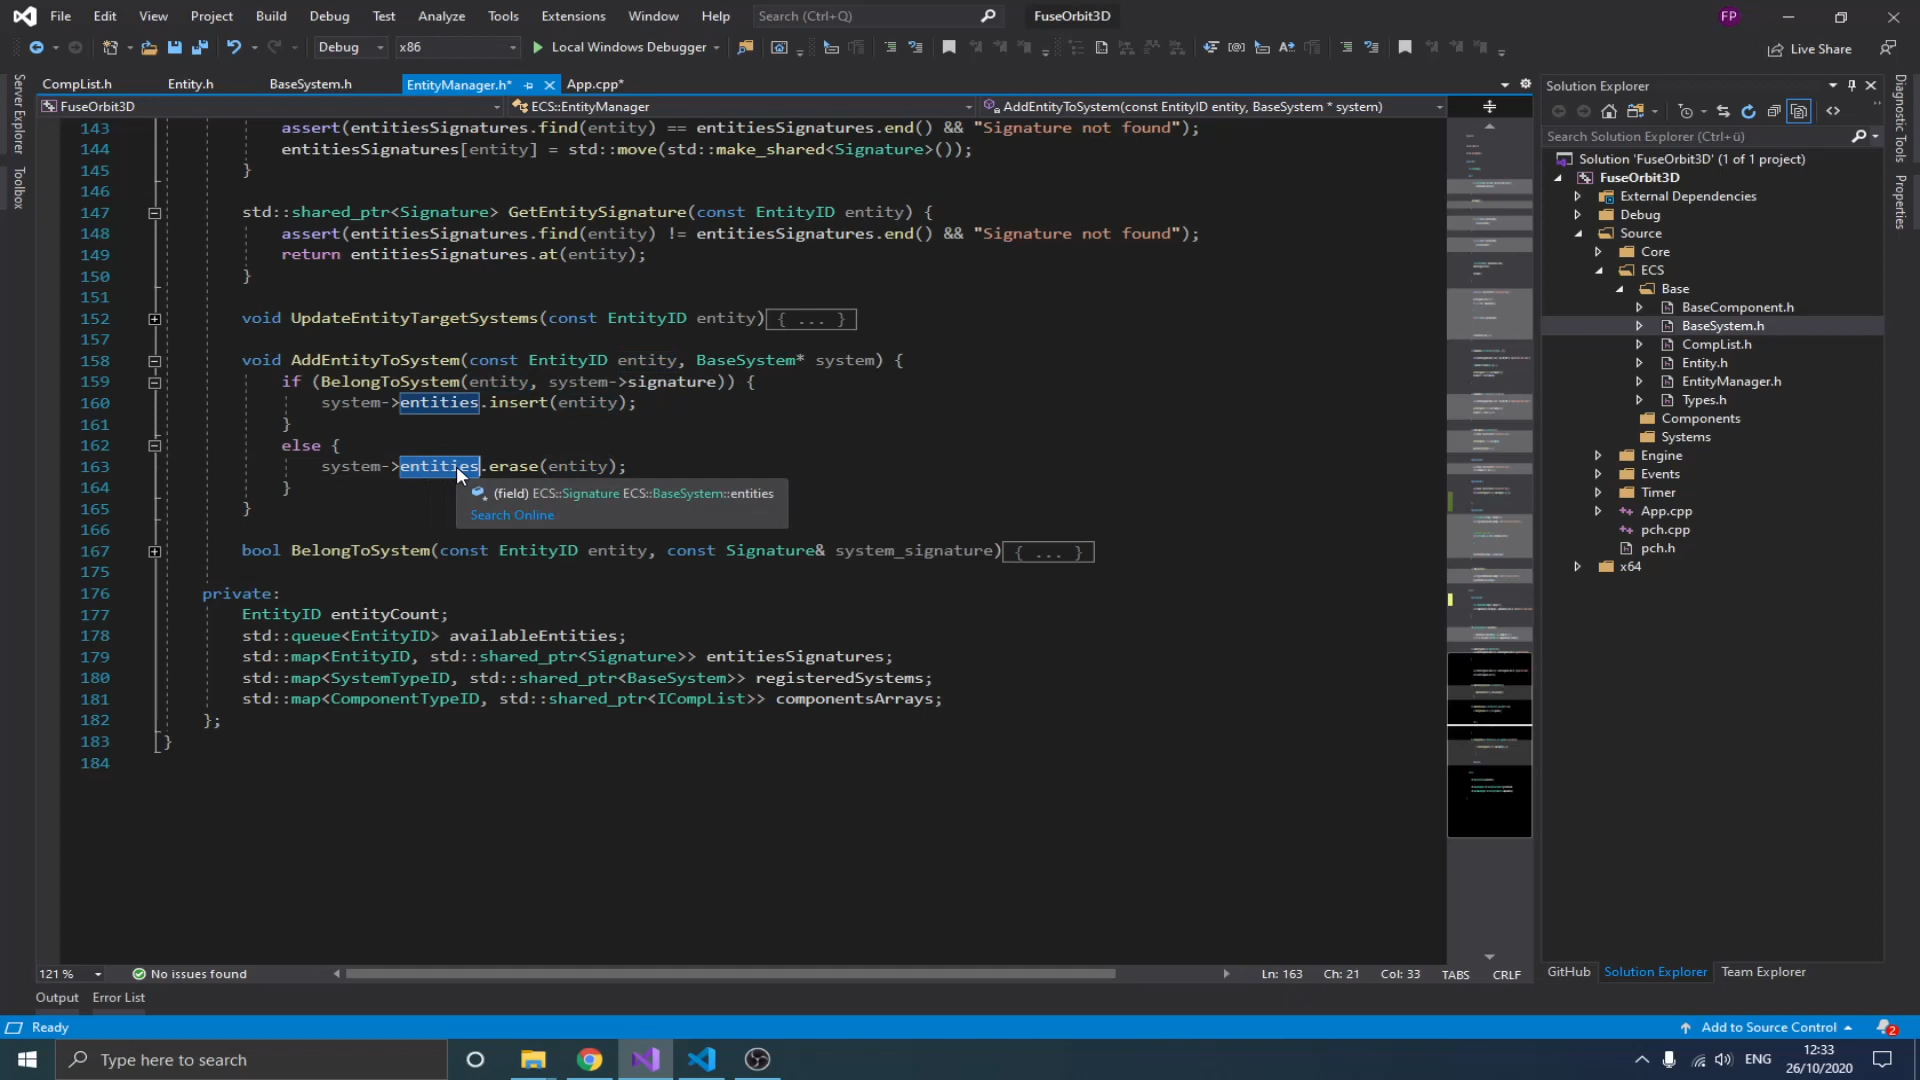 File Edit View Project Build Debug Test Analyze Tools Extensions Window Help Search (Ctrl+Q) FuseOrbit3D FP
Debug x86 Local Windows Debugger Live Share
CompList.h Entity.h BaseSystem.h EntityManager.h* App.cpp*
FuseOrbit3D ECS::EntityManager AddEntityToSystem(const EntityID entity, BaseSystem * system)
Server Explorer
Toolbox
143 assert(entitiesSignatures.find(entity) == entitiesSignatures.end() && "Signature not found");
144 entitiesSignatures[entity] = std::move(std::make_shared<Signature>());
145 }
146
147 std::shared_ptr<Signature> GetEntitySignature(const EntityID entity) {
148 assert(entitiesSignatures.find(entity) != entitiesSignatures.end() && "Signature not found");
149 return entitiesSignatures.at(entity);
150 }
151
152 void UpdateEntityTargetSystems(const EntityID entity){ ... }
157
158 void AddEntityToSystem(const EntityID entity, BaseSystem* system) {
159 if (BelongToSystem(entity, system->signature)) {
160 system->entities.insert(entity);
161 }
162 else {
163 system->entities.erase(entity);
(field) ECS::Signature ECS::BaseSystem::entities
Search Online
164 }
165 }
166
167 bool BelongToSystem(const EntityID entity, const Signature& system_signature){ ... }
175
176 private:
177 EntityID entityCount;
178 std::queue<EntityID> availableEntities;
179 std::map<EntityID, std::shared_ptr<Signature>> entitiesSignatures;
180 std::map<SystemTypeID, std::shared_ptr<BaseSystem>> registeredSystems;
181 std::map<ComponentTypeID, std::shared_ptr<ICompList>> componentsArrays;
182 };
183 }
184
121 % No issues found Ln: 163 Ch: 21 Col: 33 TABS CRLF
Output Error List
Solution Explorer
Search Solution Explorer (Ctrl+ü)
Solution 'FuseOrbit3D' (1 of 1 project)
FuseOrbit3D
External Dependencies
Debug
Source
Core
ECS
Base
BaseComponent.h
BaseSystem.h
CompList.h
Entity.h
EntityManager.h
Types.h
Components
Systems
Engine
Events
Timer
App.cpp
pch.cpp
pch.h
x64
GitHub Solution Explorer Team Explorer
Diagnostic Tools
Properties
Ready Add to Source Control 2
Type here to search ENG 12:33
26/10/2020